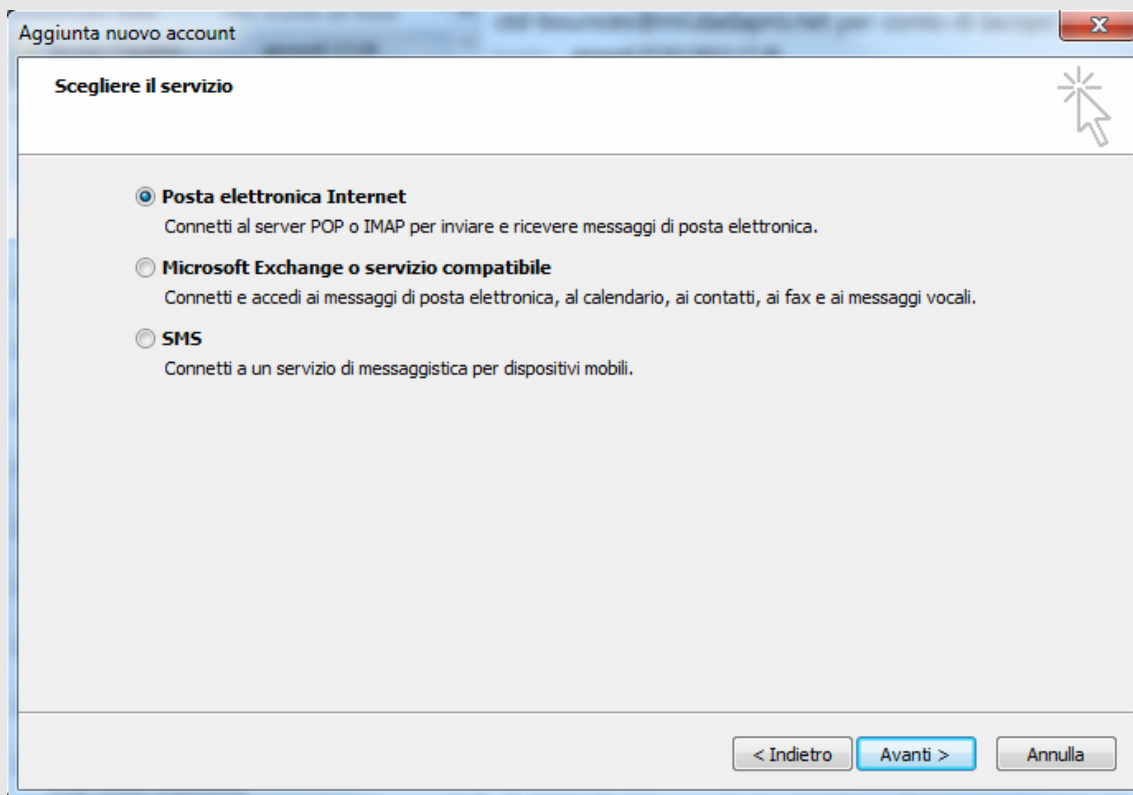 Aggiunta nuovo account
Scegliere il servizio
Posta elettronica Internet
Connetti al server POP o IMAP per inviare e ricevere messaggi di posta elettronica.
Microsoft Exchange o servizio compatibile
Connetti e accedi ai messaggi di posta elettronica, al calendario, ai contatti, ai fax e ai messaggi vocali.
SMS
Connetti a un servizio di messaggistica per dispositivi mobili.
< Indietro
Avanti >
Annulla